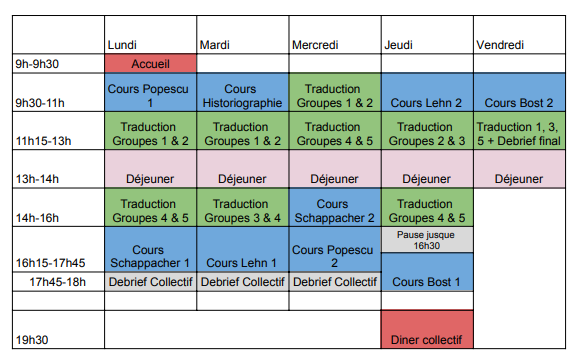 Lundi Mardi Mercredi Jeudi Vendredi
9h-9h30 Accueil
Cours Popescu Cours Traduction
9h30-11h 1 Historiographie Groupes 1 & 2 Cours Lehn 2 Cours Bost 2
Traduction Traduction Traduction Traduction Traduction 1, 3,
11h15-13h Groupes 1 & 2 Groupes 1 & 2 Groupes 4 & 5 Groupes 2 & 3 5 + Debrief final
13h-14h Déjeuner Déjeuner Déjeuner Déjeuner Déjeuner
Traduction Traduction Cours Traduction
14h-16h Groupes 4 & 5 Groupes 3 & 4 Schappacher 2 Groupes 4 & 5
Pause jusque
16h30
Cours Cours Popescu
16h15-17h45 Schappacher 1 Cours Lehn 1 2
17h45-18h Debrief Collectif Debrief Collectif Debrief Collectif Cours Bost 1
19h30 Diner collectif